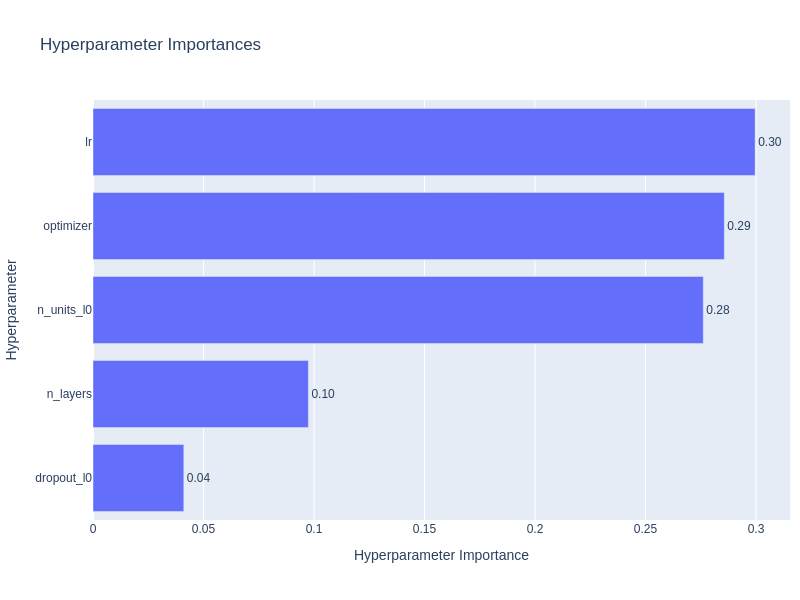 Hyperparameter Importances
lr
0.30
optimizer
0.29
n_units_l0
0.28
n_layers
0.10
dropout_l0
0.04
0
0.05
0.1
0.15
0.2
0.25
0.3
Hyperparameter Importance
Hyperparameter